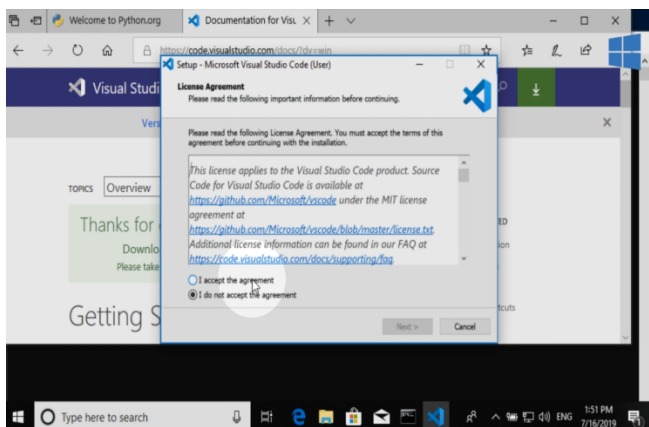 Welcome to Python.org
Documentation for Visu
https://code.visualstudio.com/docs/?dv=win
Setup - Microsoft Visual Studio Code (User)
Visual Studi
License Agreement
Please read the following important information before continuing.
Vers
Please read the following License Agreement. You must accept the terms of this
agreement before continuing with the installation.
This license applies to the Visual Studio Code product. Source
Code for Visual Studio Code is available at
https://github.com/Microsoft/vscode under the MIT license
agreement at
https://github.com/Microsoft/vscode/blob/master/license.txt.
Additional license information can be found in our FAQ at
https://code.visualstudio.com/docs/supporting/faq.
TOPICS Overview
Thanks for
Downlo
Please take
ED
ion
I accept the agreement
I do not accept the agreement
Getting S
tcuts
Next >
Cancel
Type here to search
ENG
1:51 PM
7/16/2019